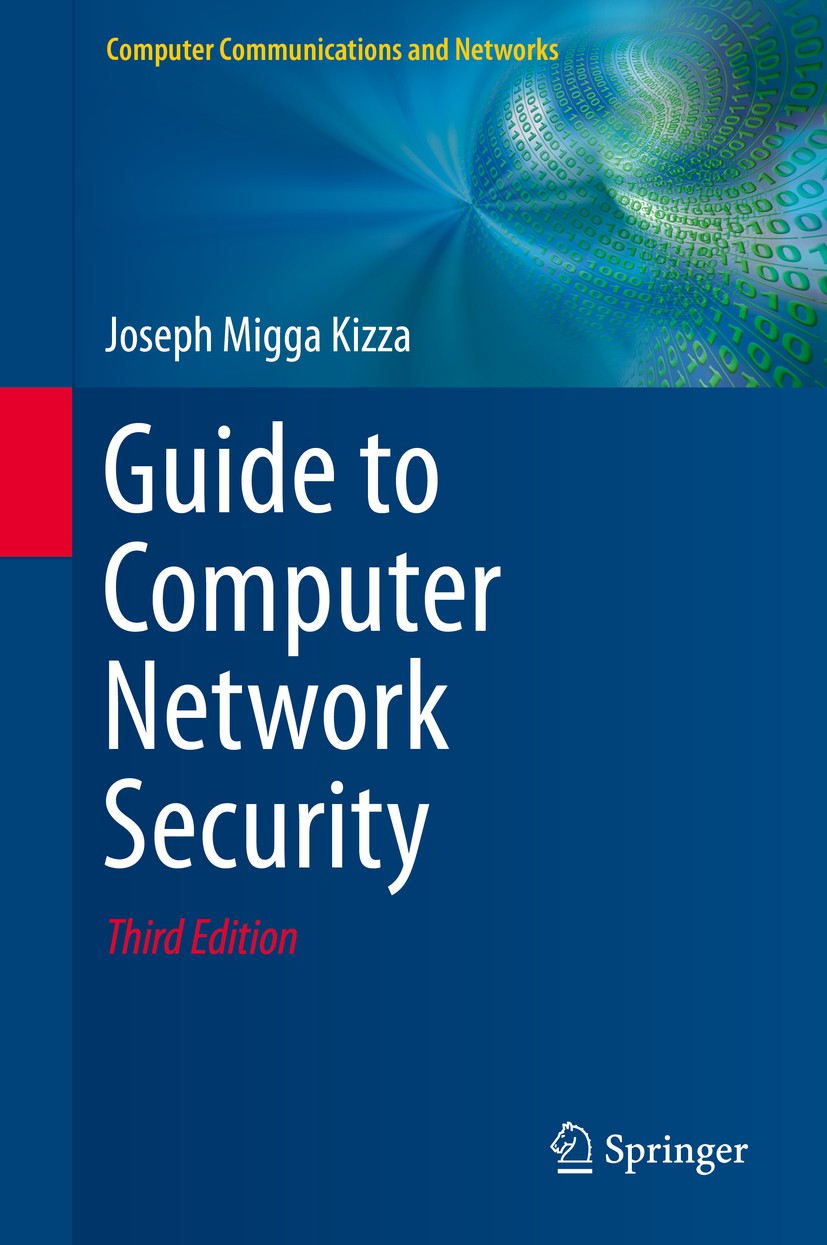 Computer Communications and Networks
Joseph Migga Kizza
Guide to
Computer
Network
Security
Third Edition
Springer